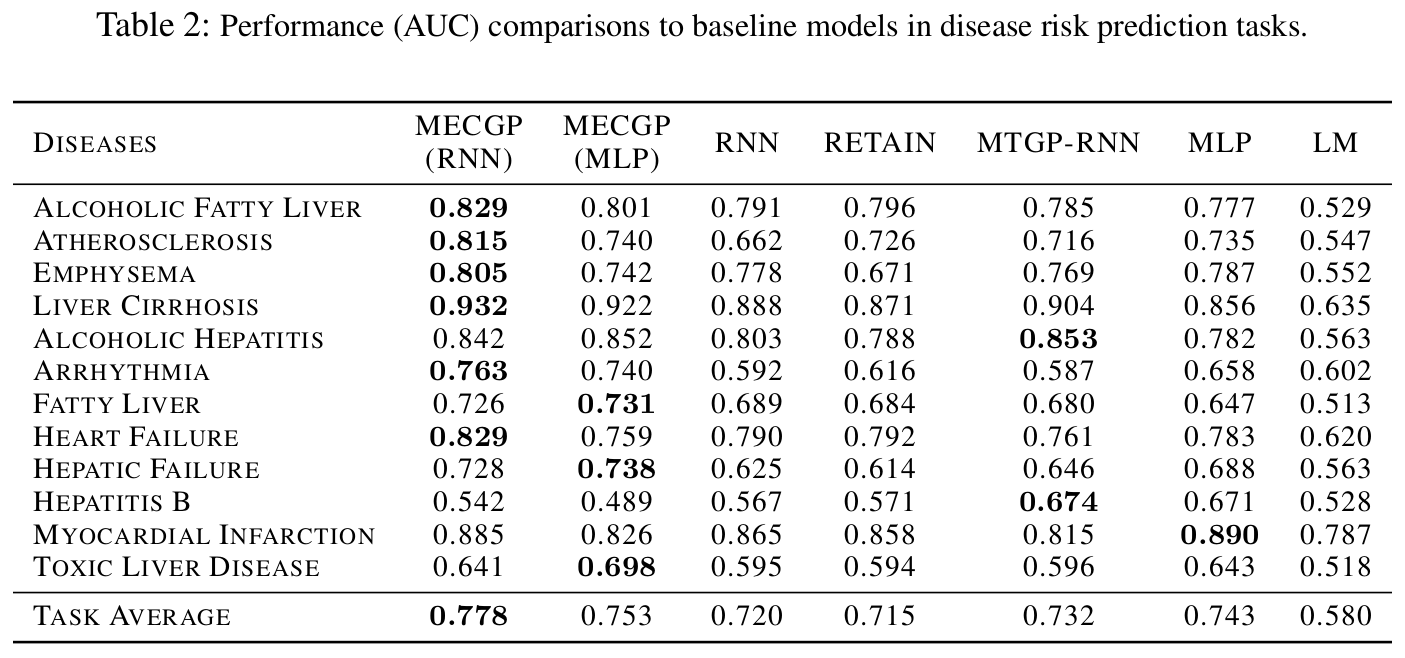 Table 2: Performance (AUC) comparisons to baseline models in disease risk prediction tasks.
DISEASES MECGP (RNN) MECGP (MLP) RNN RETAIN MTGP-RNN MLP LM
ALCOHOLIC FATTY LIVER 0.829 0.801 0.791 0.796 0.785 0.777 0.529
ATHEROSCLEROSIS 0.815 0.740 0.662 0.726 0.716 0.735 0.547
EMPHYSEMA 0.805 0.742 0.778 0.671 0.769 0.787 0.552
LIVER CIRRHOSIS 0.932 0.922 0.888 0.871 0.904 0.856 0.635
ALCOHOLIC HEPATITIS 0.842 0.852 0.803 0.788 0.853 0.782 0.563
ARRHYTHMIA 0.763 0.740 0.592 0.616 0.587 0.658 0.602
FATTY LIVER 0.726 0.731 0.689 0.684 0.680 0.647 0.513
HEART FAILURE 0.829 0.759 0.790 0.792 0.761 0.783 0.620
HEPATIC FAILURE 0.728 0.738 0.625 0.614 0.646 0.688 0.563
HEPATITIS B 0.542 0.489 0.567 0.571 0.674 0.671 0.528
MYOCARDIAL INFARCTION 0.885 0.826 0.865 0.858 0.815 0.890 0.787
TOXIC LIVER DISEASE 0.641 0.698 0.595 0.594 0.596 0.643 0.518
TASK AVERAGE 0.778 0.753 0.720 0.715 0.732 0.743 0.580